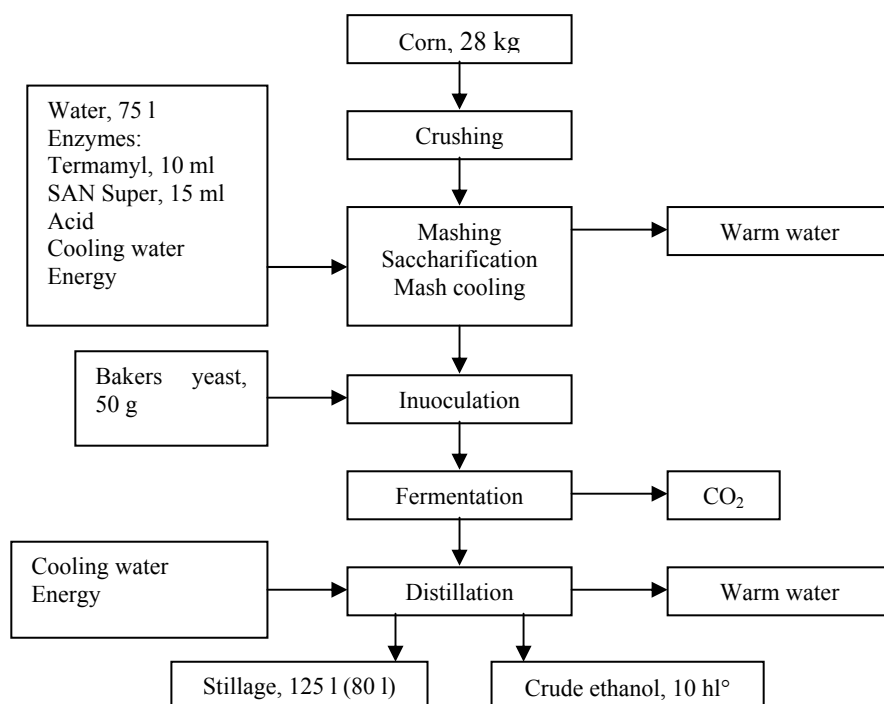 Corn, 28 kg
Water, 75 l
Enzymes:
Termamyl, 10 ml
SAN Super, 15 ml
Acid
Cooling water
Energy
Crushing
Mashing
Saccharification
Mash cooling
Warm water
Bakers yeast,
50 g
Inuoculation
Fermentation
CO₂
Cooling water
Energy
Distillation
Warm water
Stillage, 125 l (80 l)
Crude ethanol, 10 hl°